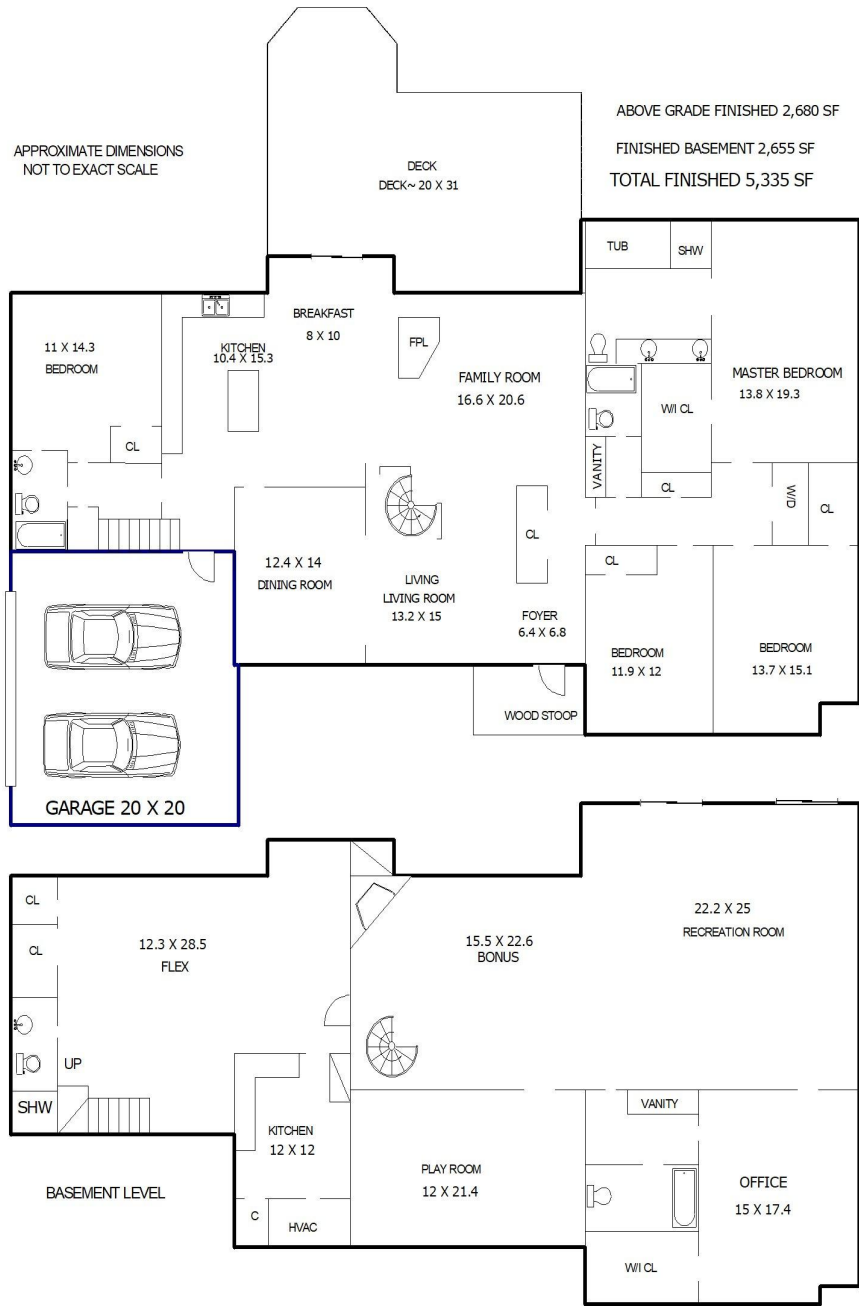 APPROXIMATE DIMENSIONS
NOT TO EXACT SCALE
ABOVE GRADE FINISHED 2,680 SF
FINISHED BASEMENT 2,655 SF
TOTAL FINISHED 5,335 SF
DECK
DECK~ 20 X 31
TUB
SHW
BREAKFAST
8 X 10
11 X 14.3
BEDROOM
KITCHEN
10.4 X 15.3
FPL
FAMILY ROOM
16.6 X 20.6
MASTER BEDROOM
13.8 X 19.3
W/I CL
CL
VANITY
CL
W/D
CL
CL
12.4 X 14
DINING ROOM
LIVING
LIVING ROOM
13.2 X 15
CL
FOYER
6.4 X 6.8
BEDROOM
11.9 X 12
BEDROOM
13.7 X 15.1
WOOD STOOP
GARAGE 20 X 20
CL
CL
12.3 X 28.5
FLEX
15.5 X 22.6
BONUS
22.2 X 25
RECREATION ROOM
UP
SHW
KITCHEN
12 X 12
VANITY
PLAY ROOM
12 X 21.4
OFFICE
15 X 17.4
BASEMENT LEVEL
C
HVAC
W/I CL